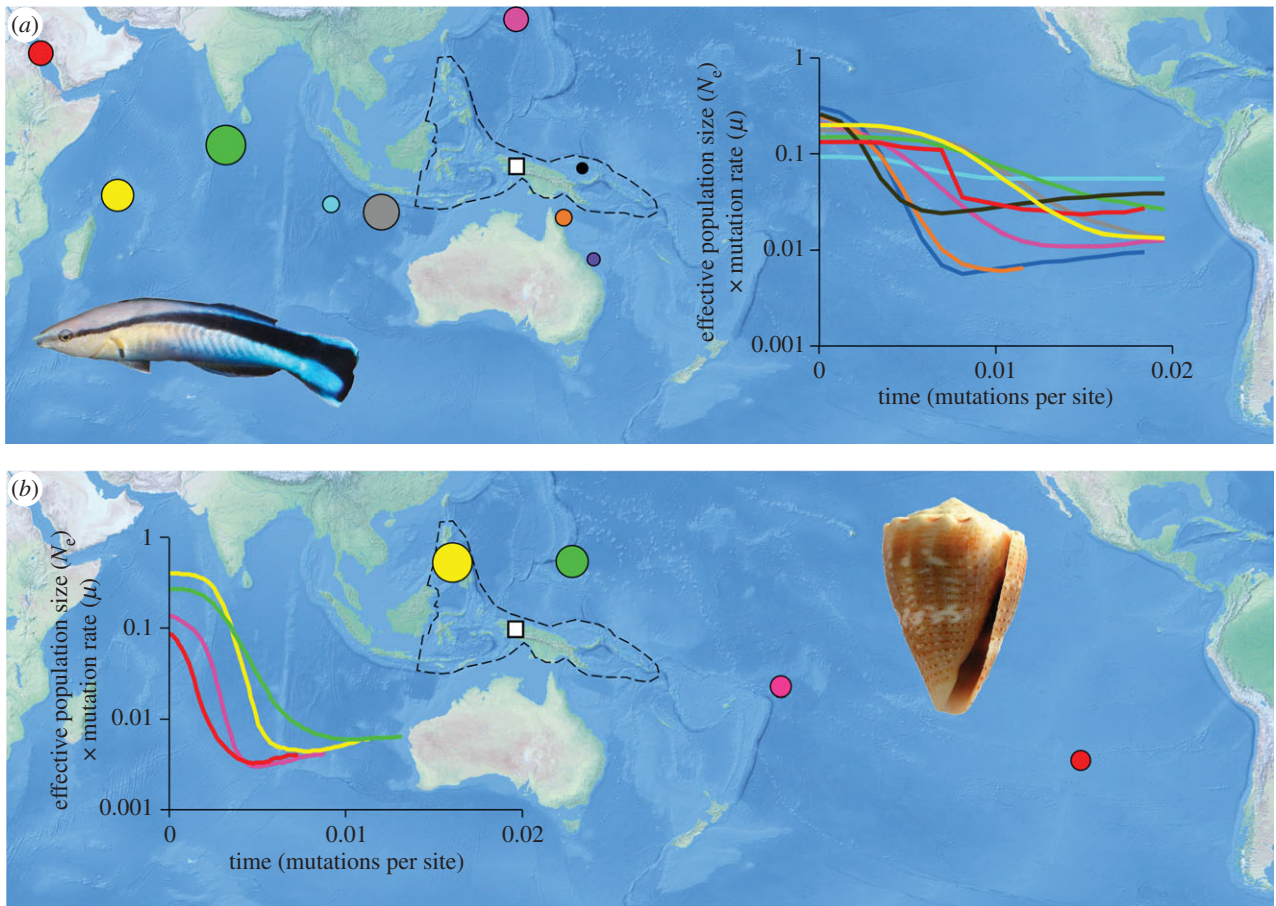 (a)
effective population size (Ne)
× mutation rate (μ)
1
0.1
0.01
0.001
0
0.01
0.02
time (mutations per site)
(b)
effective population size (Ne)
× mutation rate (μ)
1
0.1
0.01
0.001
0
0.01
0.02
time (mutations per site)